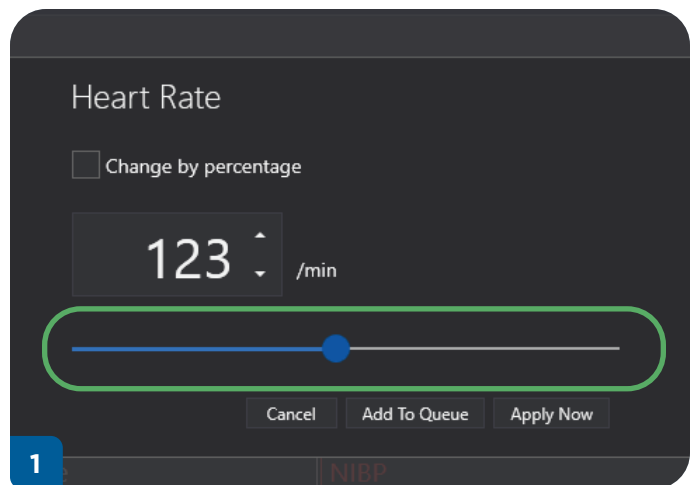 Heart Rate
Change by percentage
123 /min
Cancel Add To Queue Apply Now
1
NIBP